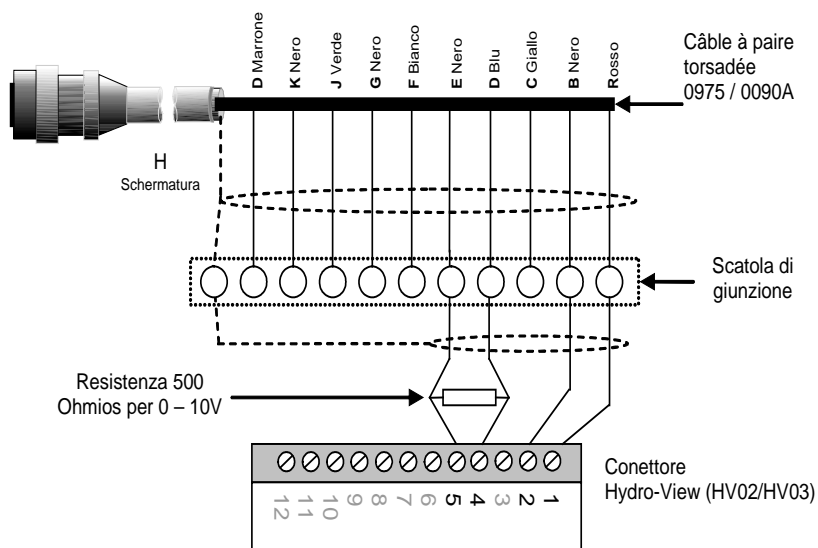 D Marrone
K Nero
J Verde
G Nero
F Bianco
E Nero
D Blu
C Giallo
B Nero
Rosso
Câble à paire
torsadée
0975 / 0090A
H
Schermatura
Scatola di
giunzione
Resistenza 500
Ohmios per 0 – 10V
Conettore
Hydro-View (HV02/HV03)
12
11
10
9
8
7
6
5
4
3
2
1